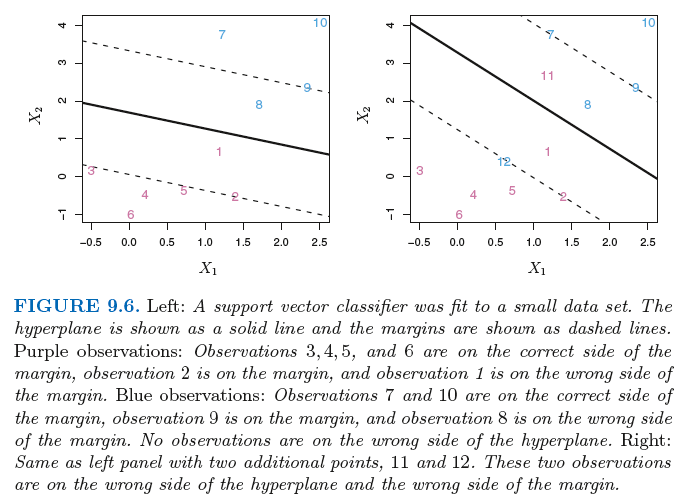 7 10
9
8
1
3
4 5 2
6
−1 0 1 2 3 4
X2
−0.5 0.0 0.5 1.0 1.5 2.0 2.5
X1
7 10
11
9
8
12 1
3
4 5 2
6
−1 0 1 2 3 4
X2
−0.5 0.0 0.5 1.0 1.5 2.0 2.5
X1
FIGURE 9.6. Left: A support vector classifier was fit to a small data set. The
hyperplane is shown as a solid line and the margins are shown as dashed lines.
Purple observations: Observations 3, 4, 5, and 6 are on the correct side of the
margin, observation 2 is on the margin, and observation 1 is on the wrong side of
the margin. Blue observations: Observations 7 and 10 are on the correct side of
the margin, observation 9 is on the margin, and observation 8 is on the wrong side
of the margin. No observations are on the wrong side of the hyperplane. Right:
Same as left panel with two additional points, 11 and 12. These two observations
are on the wrong side of the hyperplane and the wrong side of the margin.